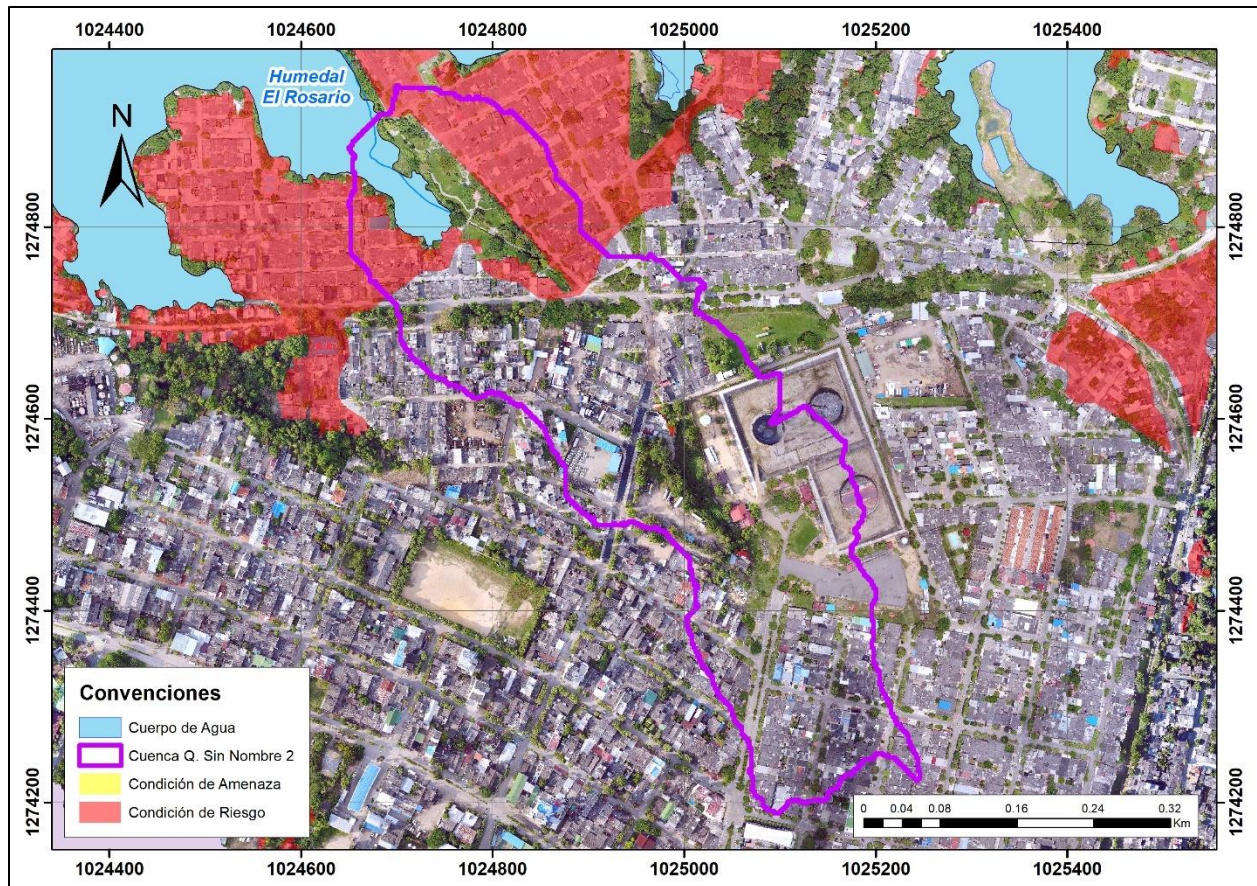 1024400 1024600 1024800 1025000 1025200 1025400
Humedal
El Rosario
N
1274800 1274800
1274600 1274600
1274400 1274400
1274200 1274200
Convenciones
Cuerpo de Agua
Cuenca Q. Sin Nombre 2
Condición de Amenaza
Condición de Riesgo
0 0.04 0.08 0.16 0.24 0.32
Km
1024400 1024600 1024800 1025000 1025200 1025400